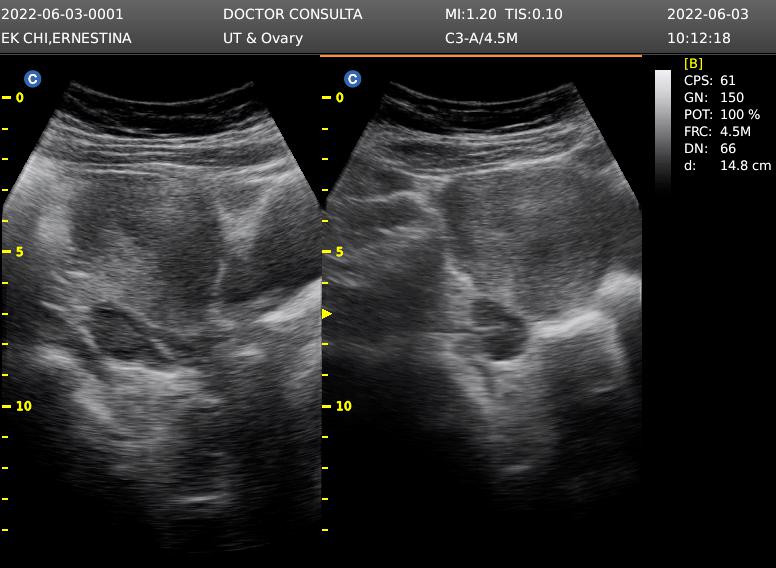 2022-06-03-0001 DOCTOR CONSULTA MI:1.20 TIS:0.10 2022-06-03
EK CHI,ERNESTINA UT & Ovary C3-A/4.5M 10:12:18
C C
0 0
5 5
10 10
[B]
CPS: 61
GN: 150
POT: 100 %
FRC: 4.5M
DN: 66
d: 14.8 cm